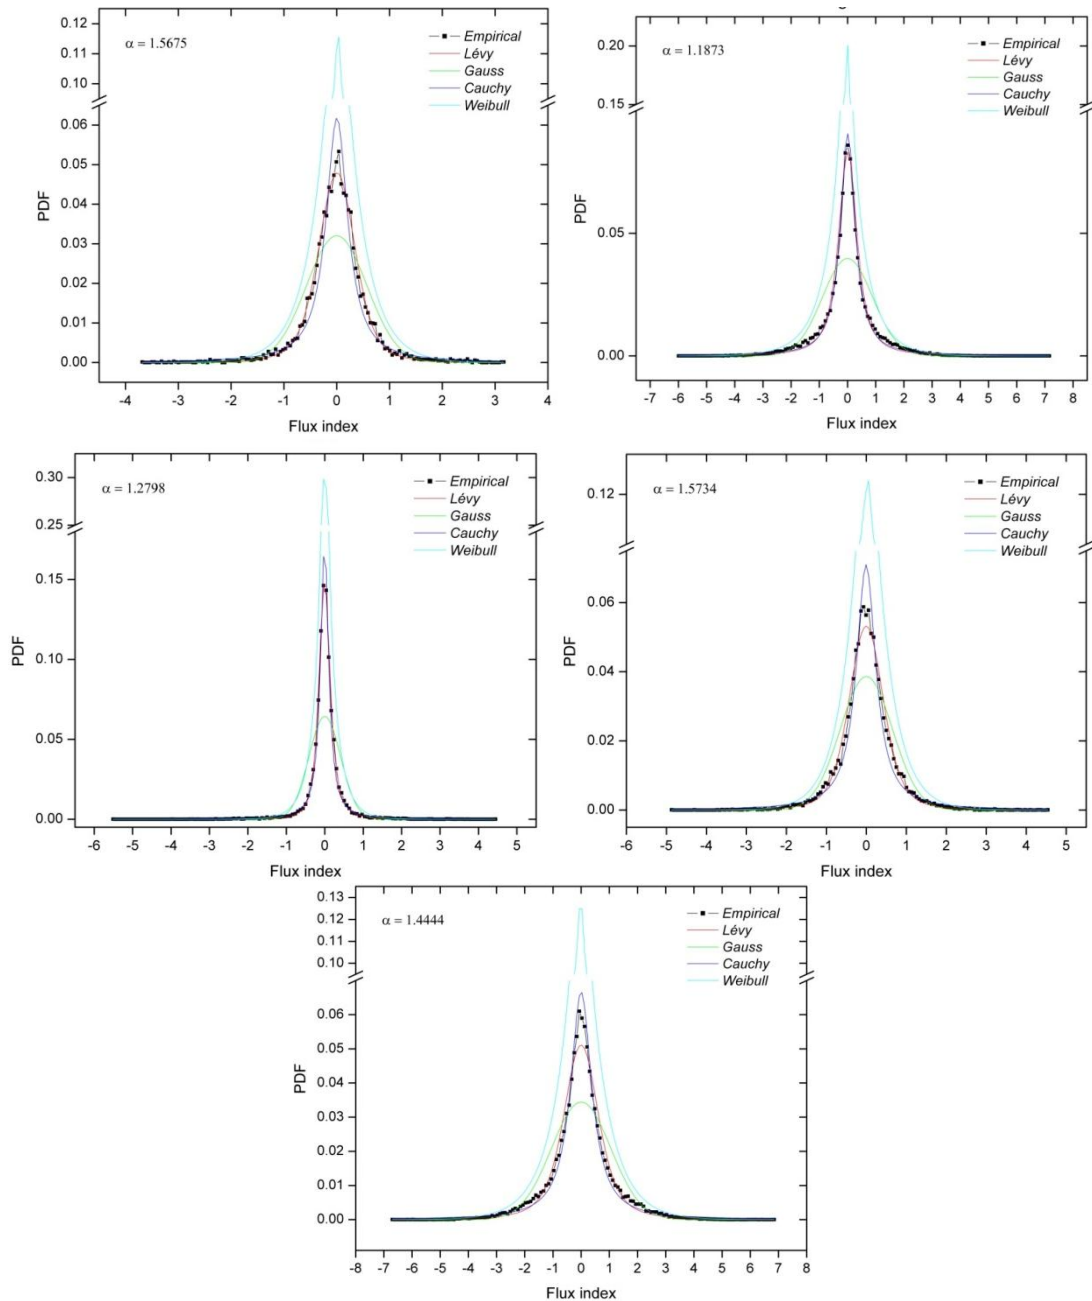 α = 1.5675
Empirical
Lévy
Gauss
Cauchy
Weibull
PDF
0.12
0.11
0.10
0.06
0.05
0.04
0.03
0.02
0.01
0.00
-4 -3 -2 -1 0 1 2 3 4
Flux index
α = 1.1873
Empirical
Lévy
Gauss
Cauchy
Weibull
PDF
0.20
0.15
0.05
0.00
-7 -6 -5 -4 -3 -2 -1 0 1 2 3 4 5 6 7 8
Flux index
α = 1.2798
Empirical
Lévy
Gauss
Cauchy
Weibull
PDF
0.30
0.25
0.15
0.10
0.05
0.00
-6 -5 -4 -3 -2 -1 0 1 2 3 4 5
Flux index
α = 1.5734
Empirical
Lévy
Gauss
Cauchy
Weibull
PDF
0.12
0.06
0.04
0.02
0.00
-6 -5 -4 -3 -2 -1 0 1 2 3 4 5
Flux index
α = 1.4444
Empirical
Lévy
Gauss
Cauchy
Weibull
PDF
0.13
0.12
0.11
0.10
0.06
0.05
0.04
0.03
0.02
0.01
0.00
-8 -7 -6 -5 -4 -3 -2 -1 0 1 2 3 4 5 6 7 8
Flux index